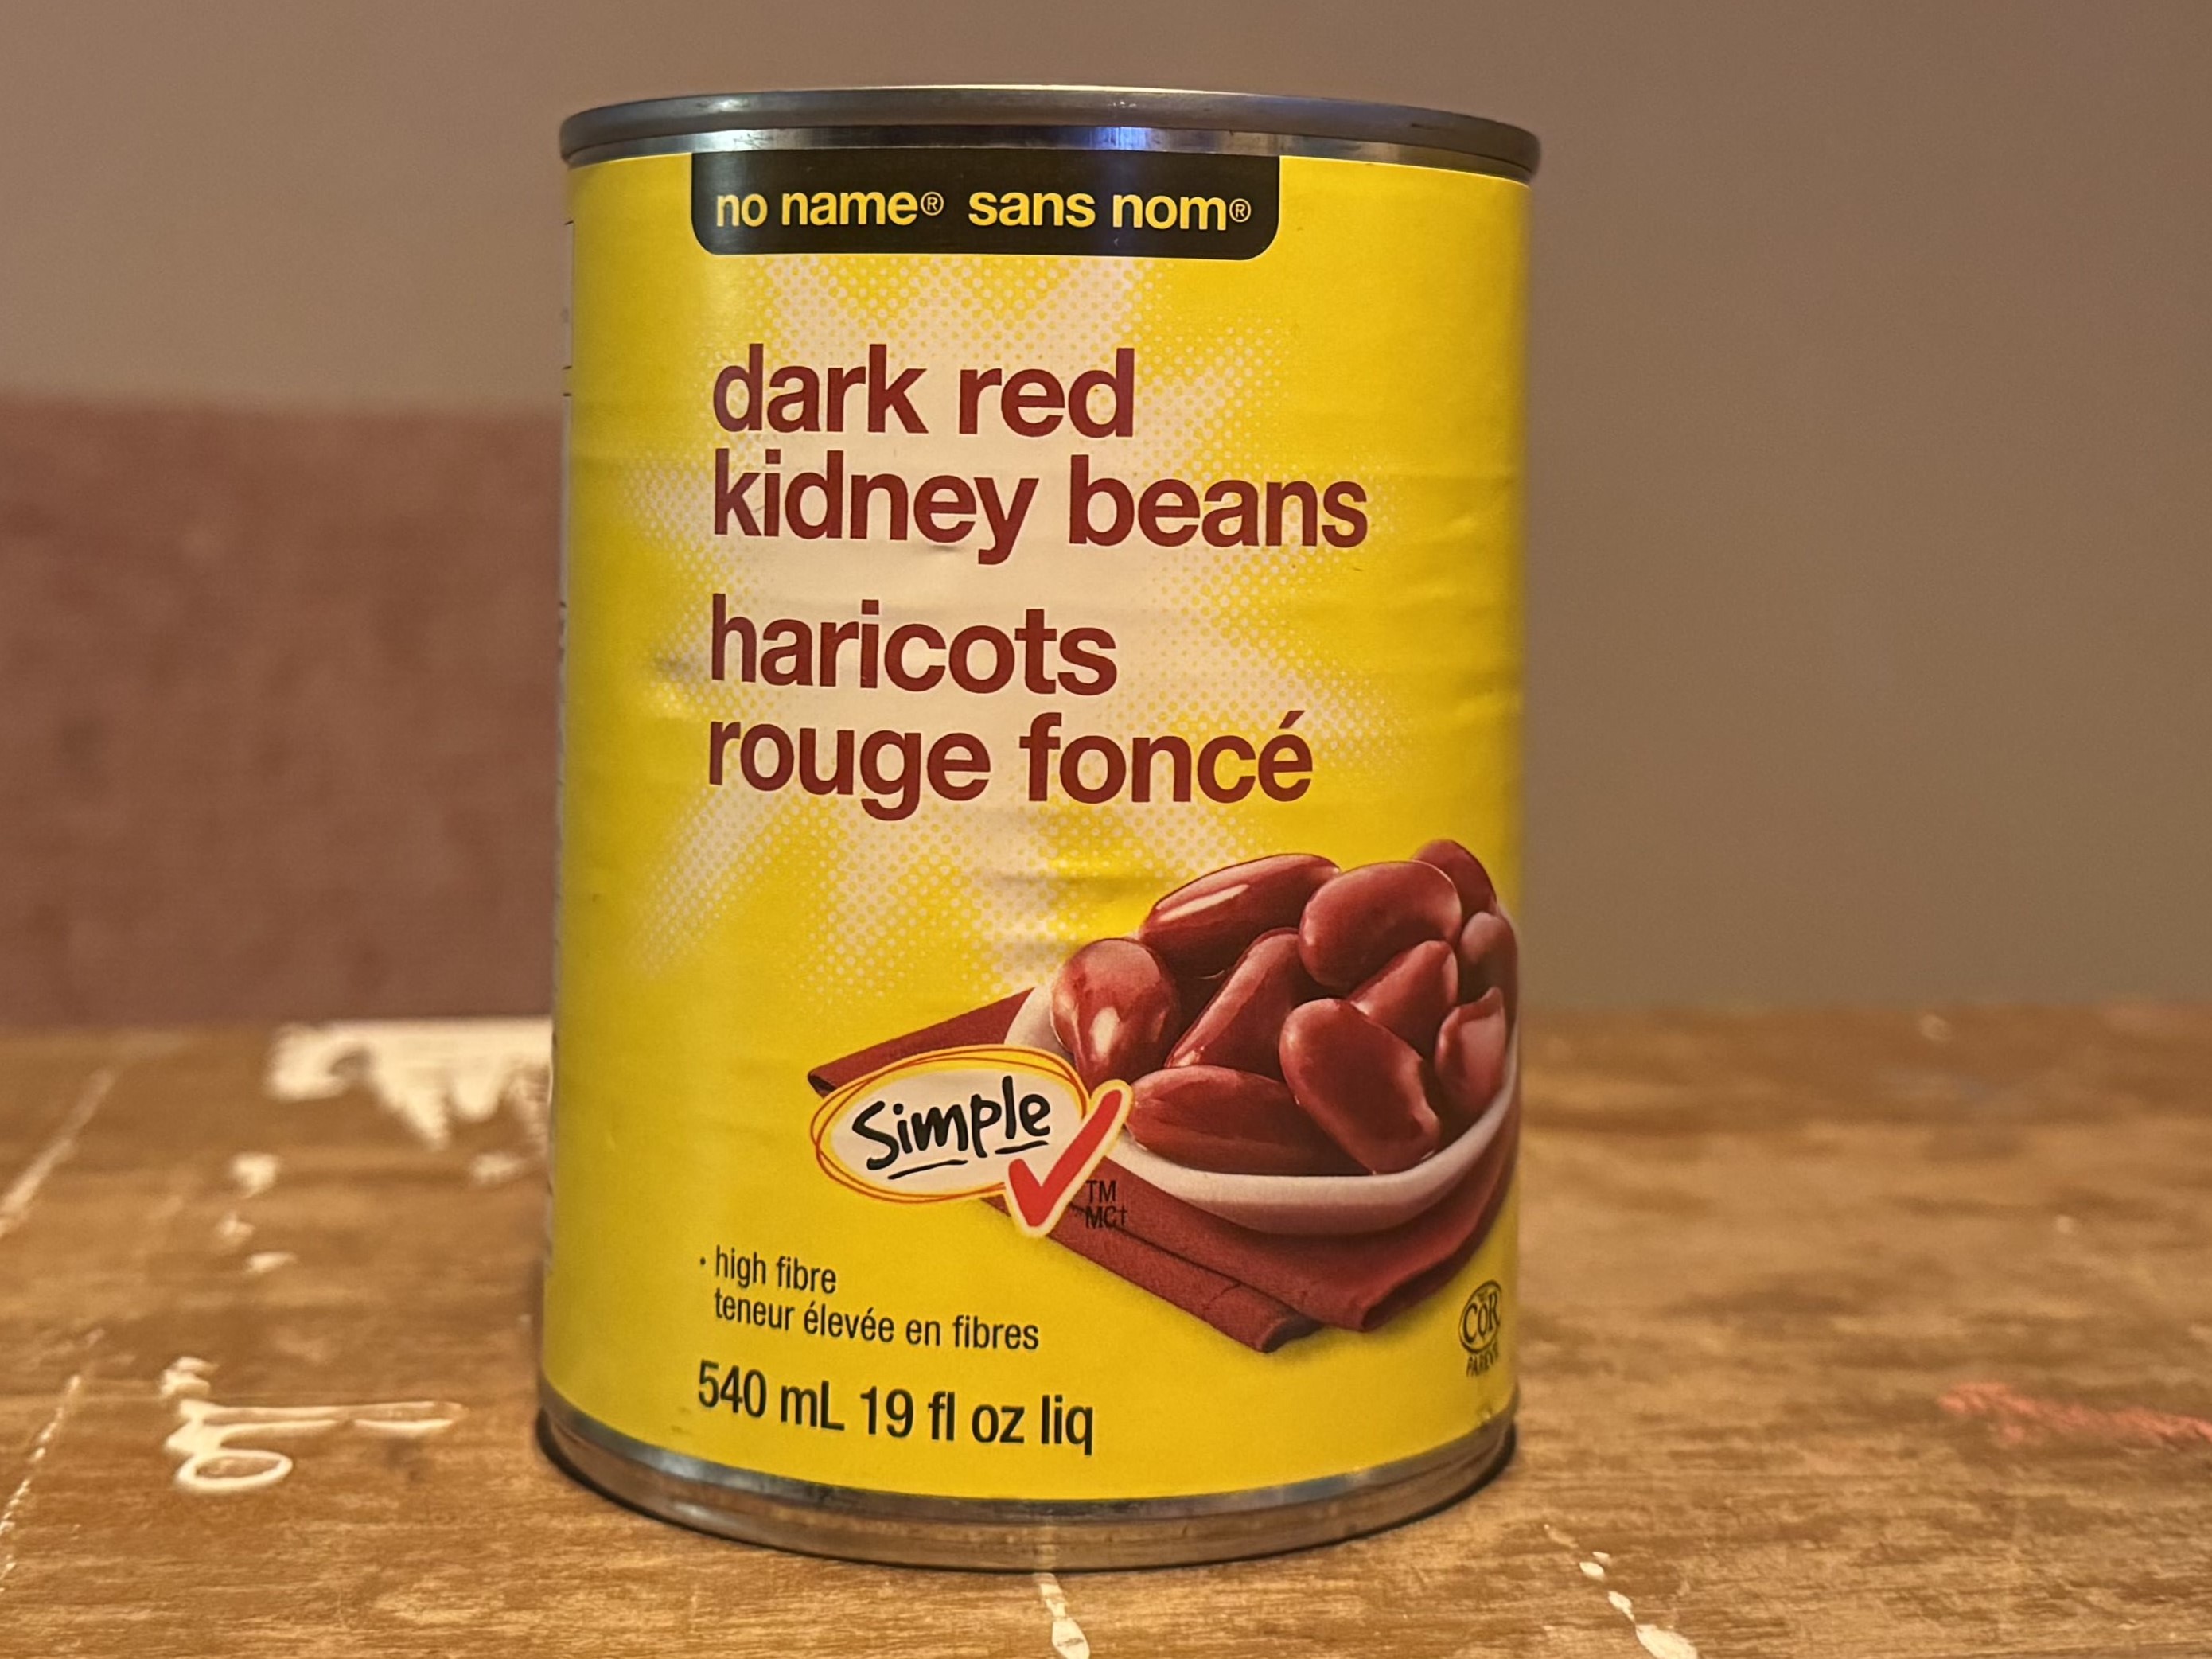 no name® sans nom®
dark red
kidney beans
haricots
rouge foncé
Simple
TM
MC†
· high fibre
teneur élevée en fibres
540 mL 19 fl oz liq
COR